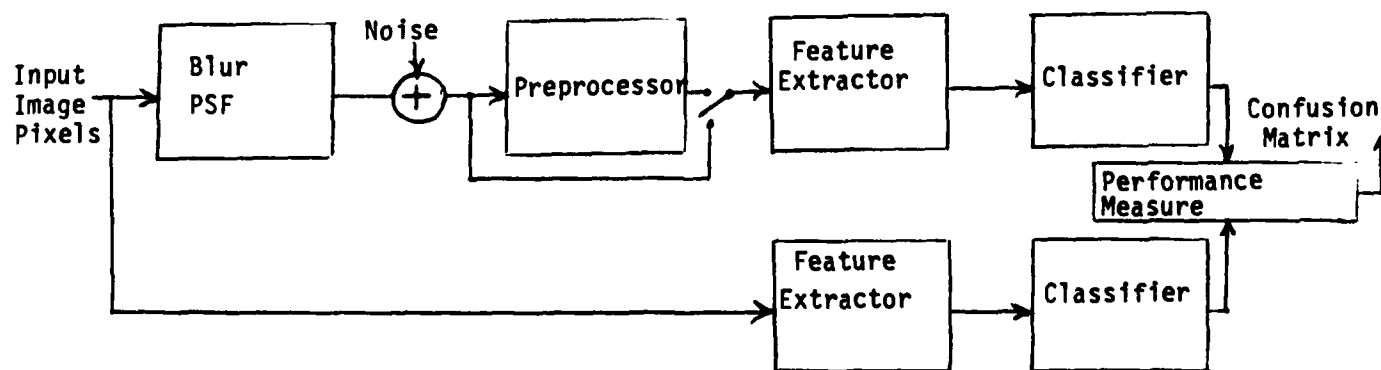 Input
Image
Pixels
Blur
PSF
Noise
+
Preprocessor
Feature
Extractor
Classifier
Confusion
Matrix
Performance
Measure
Feature
Extractor
Classifier